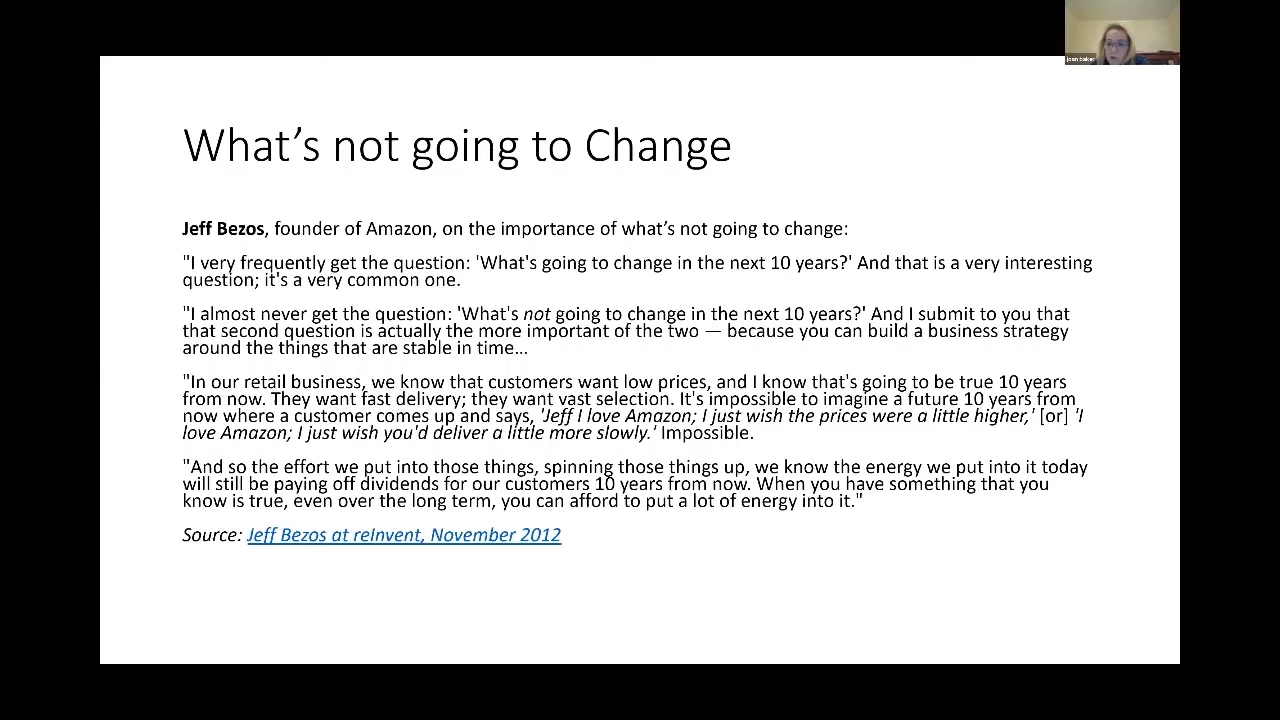 joan baker
What's not going to Change
Jeff Bezos, founder of Amazon, on the importance of what's not going to change:
"I very frequently get the question: 'What's going to change in the next 10 years?' And that is a very interesting
question; it's a very common one.
"I almost never get the question: 'What's not going to change in the next 10 years?' And I submit to you that
that second question is actually the more important of the two — because you can build a business strategy
around the things that are stable in time...
"In our retail business, we know that customers want low prices, and I know that's going to be true 10 years
from now. They want fast delivery; they want vast selection. It's impossible to imagine a future 10 years from
now where a customer comes up and says, 'Jeff I love Amazon; I just wish the prices were a little higher,' [or] 'I
love Amazon; I just wish you'd deliver a little more slowly.' Impossible.
"And so the effort we put into those things, spinning those things up, we know the energy we put into it today
will still be paying off dividends for our customers 10 years from now. When you have something that you
know is true, even over the long term, you can afford to put a lot of energy into it."
Source: Jeff Bezos at reInvent, November 2012